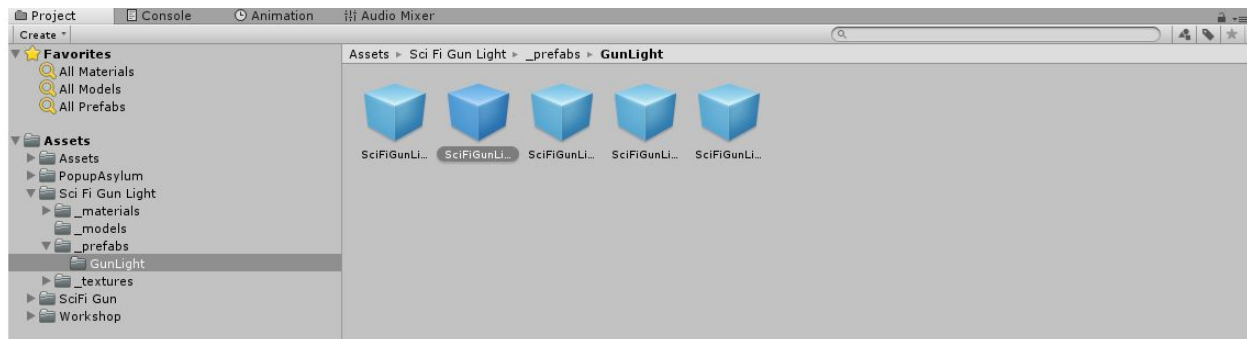 Project Console Animation Audio Mixer
Create
Favorites
All Materials
All Models
All Prefabs
Assets
Assets
PopupAsylum
Sci Fi Gun Light
_materials
_models
_prefabs
GunLight
_textures
SciFi Gun
Workshop
Assets Sci Fi Gun Light _prefabs GunLight
SciFiGunLi... SciFiGunLi... SciFiGunLi... SciFiGunLi... SciFiGunLi...